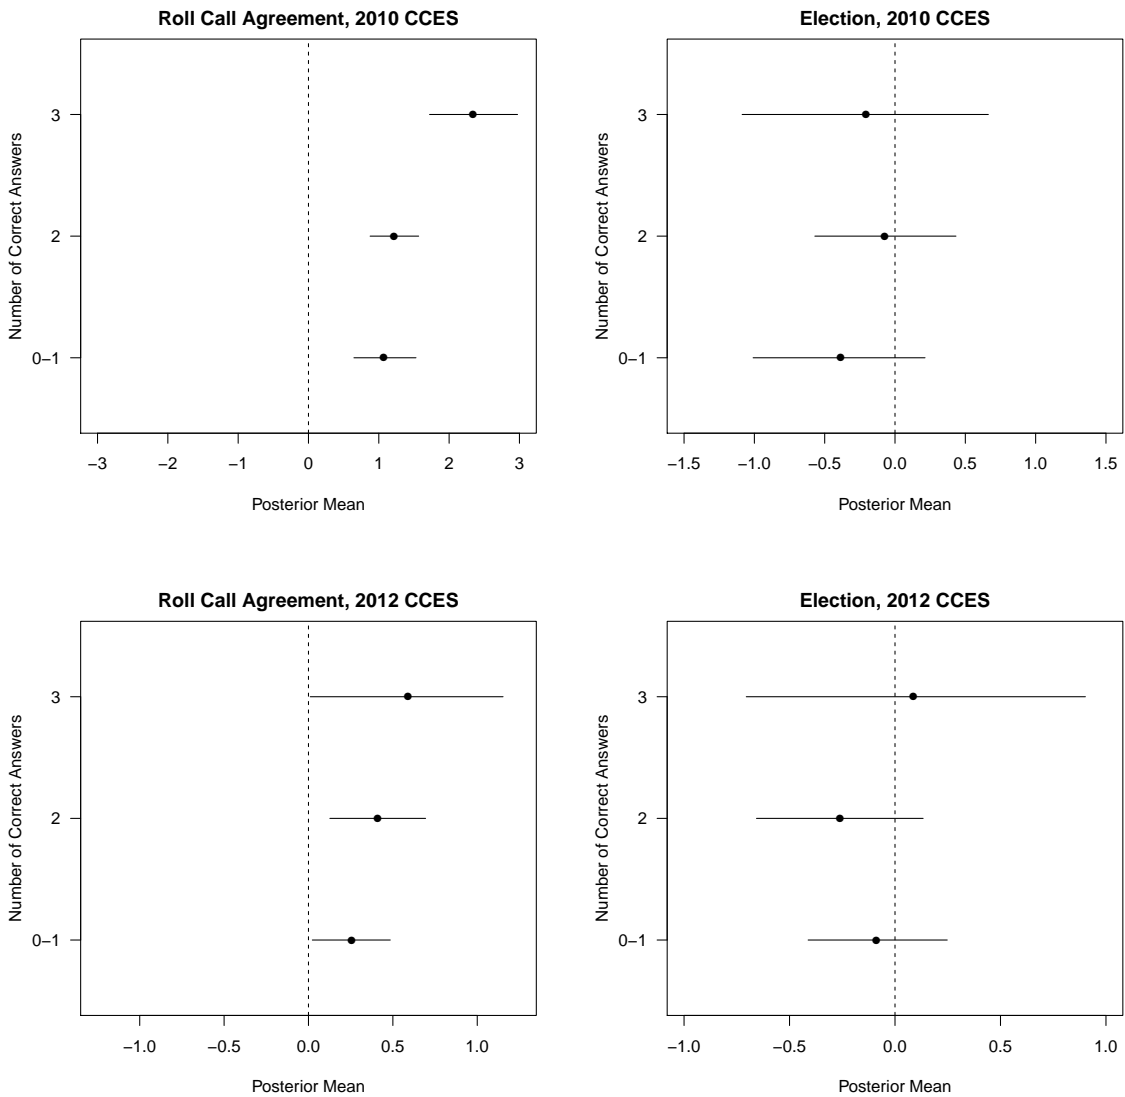 Roll Call Agreement, 2010 CCES
Number of Correct Answers
3
2
0−1
−3 −2 −1 0 1 2 3
Posterior Mean
Election, 2010 CCES
Number of Correct Answers
3
2
0−1
−1.5 −1.0 −0.5 0.0 0.5 1.0 1.5
Posterior Mean
Roll Call Agreement, 2012 CCES
Number of Correct Answers
3
2
0−1
−1.0 −0.5 0.0 0.5 1.0
Posterior Mean
Election, 2012 CCES
Number of Correct Answers
3
2
0−1
−1.0 −0.5 0.0 0.5 1.0
Posterior Mean